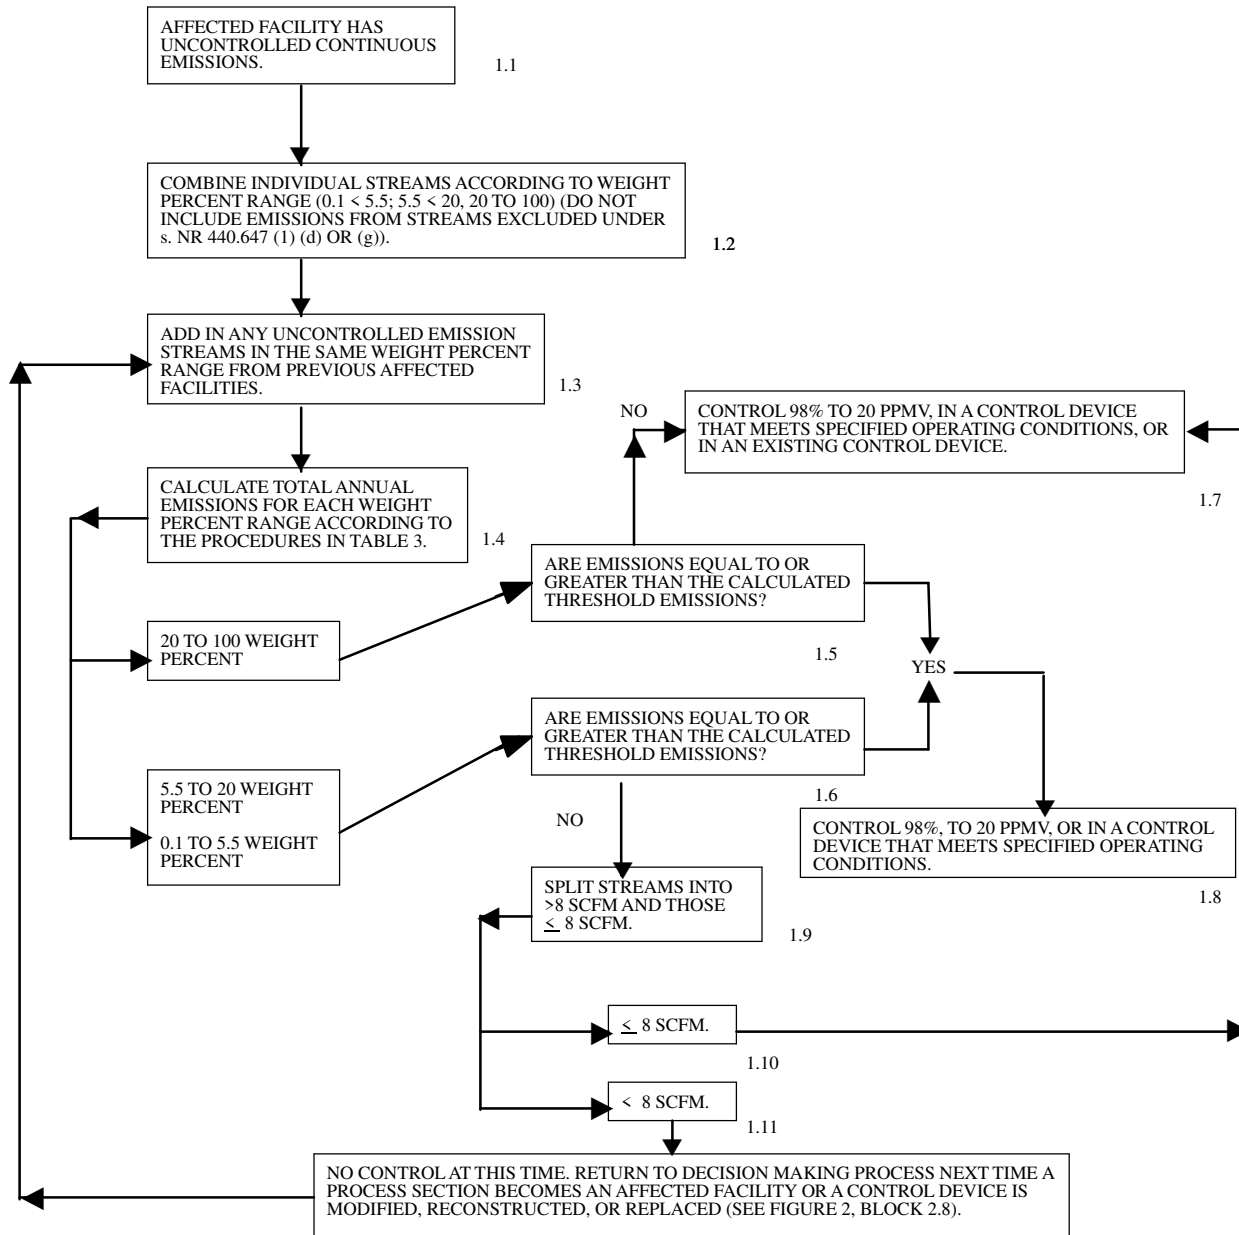 AFFECTED FACILITY HAS
UNCONTROLLED CONTINUOUS
EMISSIONS.
1.1
COMBINE INDIVIDUAL STREAMS ACCORDING TO WEIGHT
PERCENT RANGE (0.1 < 5.5; 5.5 < 20, 20 TO 100) (DO NOT
INCLUDE EMISSIONS FROM STREAMS EXCLUDED UNDER
s. NR 440.647 (1) (d) OR (g)).
1.2
ADD IN ANY UNCONTROLLED EMISSION
STREAMS IN THE SAME WEIGHT PERCENT
RANGE FROM PREVIOUS AFFECTED
FACILITIES.
1.3
NO
CONTROL 98% TO 20 PPMV, IN A CONTROL DEVICE
THAT MEETS SPECIFIED OPERATING CONDITIONS, OR
IN AN EXISTING CONTROL DEVICE.
1.7
CALCULATE TOTAL ANNUAL
EMISSIONS FOR EACH WEIGHT
PERCENT RANGE ACCORDING TO
THE PROCEDURES IN TABLE 3.
1.4
ARE EMISSIONS EQUAL TO OR
GREATER THAN THE CALCULATED
THRESHOLD EMISSIONS?
1.5
20 TO 100 WEIGHT
PERCENT
YES
ARE EMISSIONS EQUAL TO OR
GREATER THAN THE CALCULATED
THRESHOLD EMISSIONS?
1.6
5.5 TO 20 WEIGHT
PERCENT
0.1 TO 5.5 WEIGHT
PERCENT
NO
CONTROL 98%, TO 20 PPMV, OR IN A CONTROL
DEVICE THAT MEETS SPECIFIED OPERATING
CONDITIONS.
1.8
SPLIT STREAMS INTO
>8 SCFM AND THOSE
≤ 8 SCFM.
1.9
≤ 8 SCFM.
1.10
< 8 SCFM.
1.11
NO CONTROL AT THIS TIME. RETURN TO DECISION MAKING PROCESS NEXT TIME A
PROCESS SECTION BECOMES AN AFFECTED FACILITY OR A CONTROL DEVICE IS
MODIFIED, RECONSTRUCTED, OR REPLACED (SEE FIGURE 2, BLOCK 2.8).